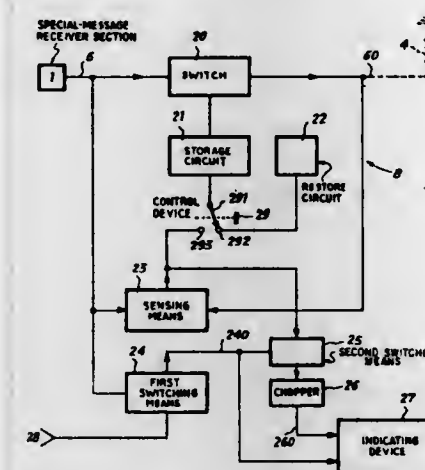 SPECIAL-MESSAGE
RECEIVER SECTION
1
6
20
SWITCH
60
4
21
STORAGE
CIRCUIT
22
RESTORE
CIRCUIT
8
CONTROL
DEVICE
291
29
293
292
23
SENSING
MEANS
240
25
SECOND SWITCHING
MEANS
24
FIRST
SWITCHING
MEANS
CHOPPER
26
27
28
260
INDICATING
DEVICE